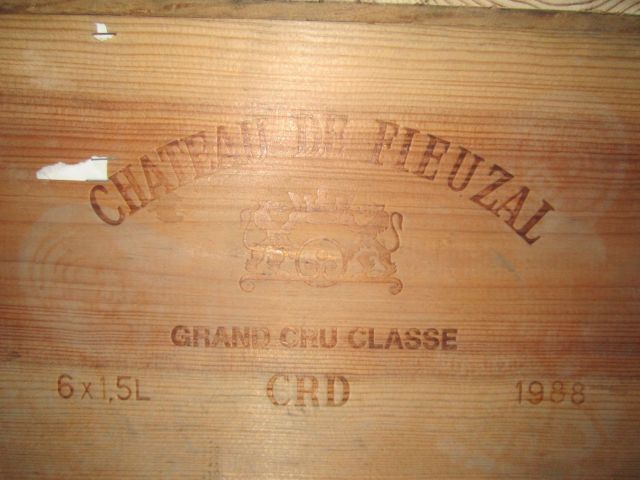 CHATEAU DE FIEUZAL
GRAND CRU CLASSE
6 x 1,5L CRD 1988